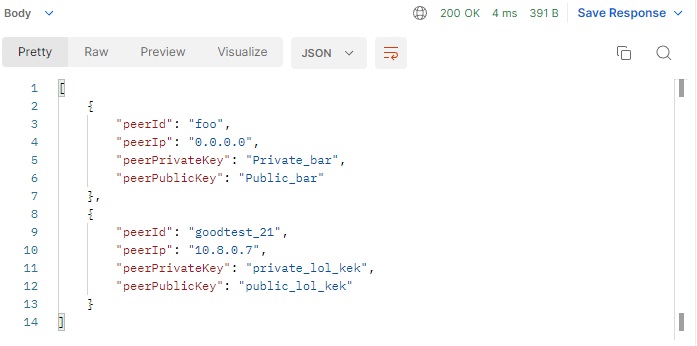 Body 200 OK 4 ms 391 B Save Response
Pretty Raw Preview Visualize JSON
1 [
2 {
3 "peerId": "foo",
4 "peerIp": "0.0.0.0",
5 "peerPrivateKey": "Private_bar",
6 "peerPublicKey": "Public_bar"
7 },
8 {
9 "peerId": "goodtest_21",
10 "peerIp": "10.8.0.7",
11 "peerPrivateKey": "private_lol_kek",
12 "peerPublicKey": "public_lol_kek"
13 }
14 ]